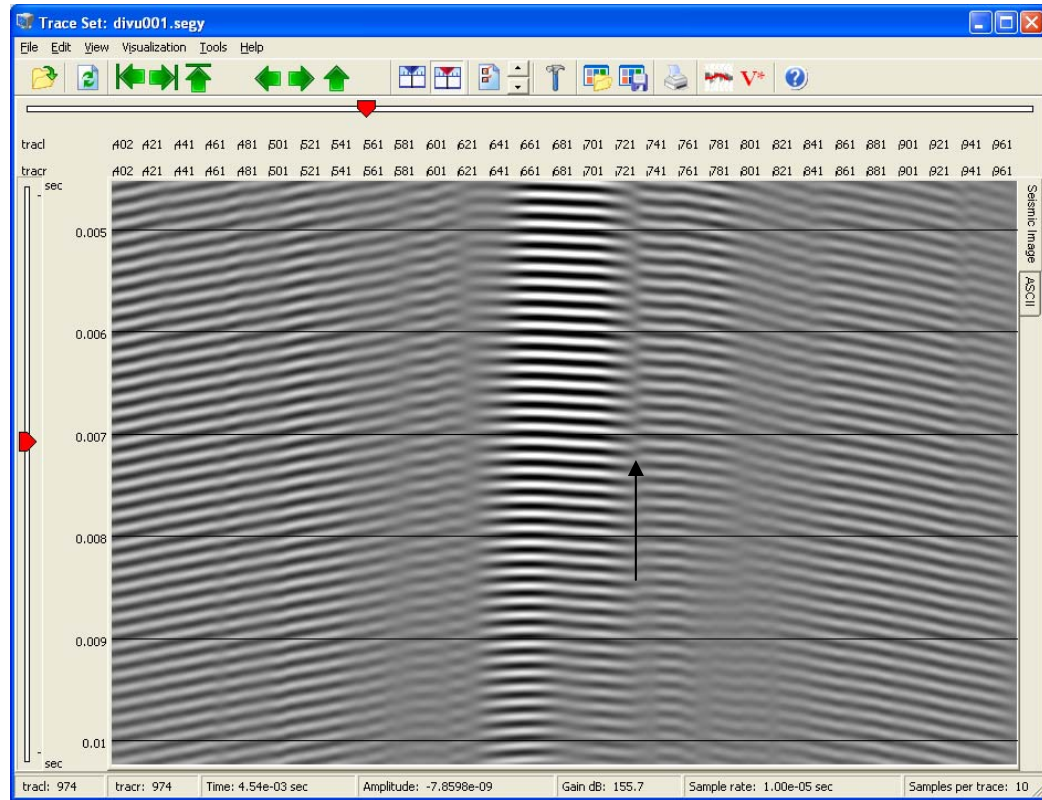 Trace Set: divu001.segy
File Edit View Visualization Tools Help
V*
tracl 402 421 441 461 481 501 521 541 561 581 601 621 641 661 681 701 721 741 761 781 801 821 841 861 881 901 921 941 961
tracr 402 421 441 461 481 501 521 541 561 581 601 621 641 661 681 701 721 741 761 781 801 821 841 861 881 901 921 941 961
sec
0.005
0.006
0.007
0.008
0.009
0.01
sec
Seismic Image
ASCII
tracl: 974 tracr: 974 Time: 4.54e-03 sec Amplitude: -7.8598e-09 Gain dB: 155.7 Sample rate: 1.00e-05 sec Samples per trace: 10